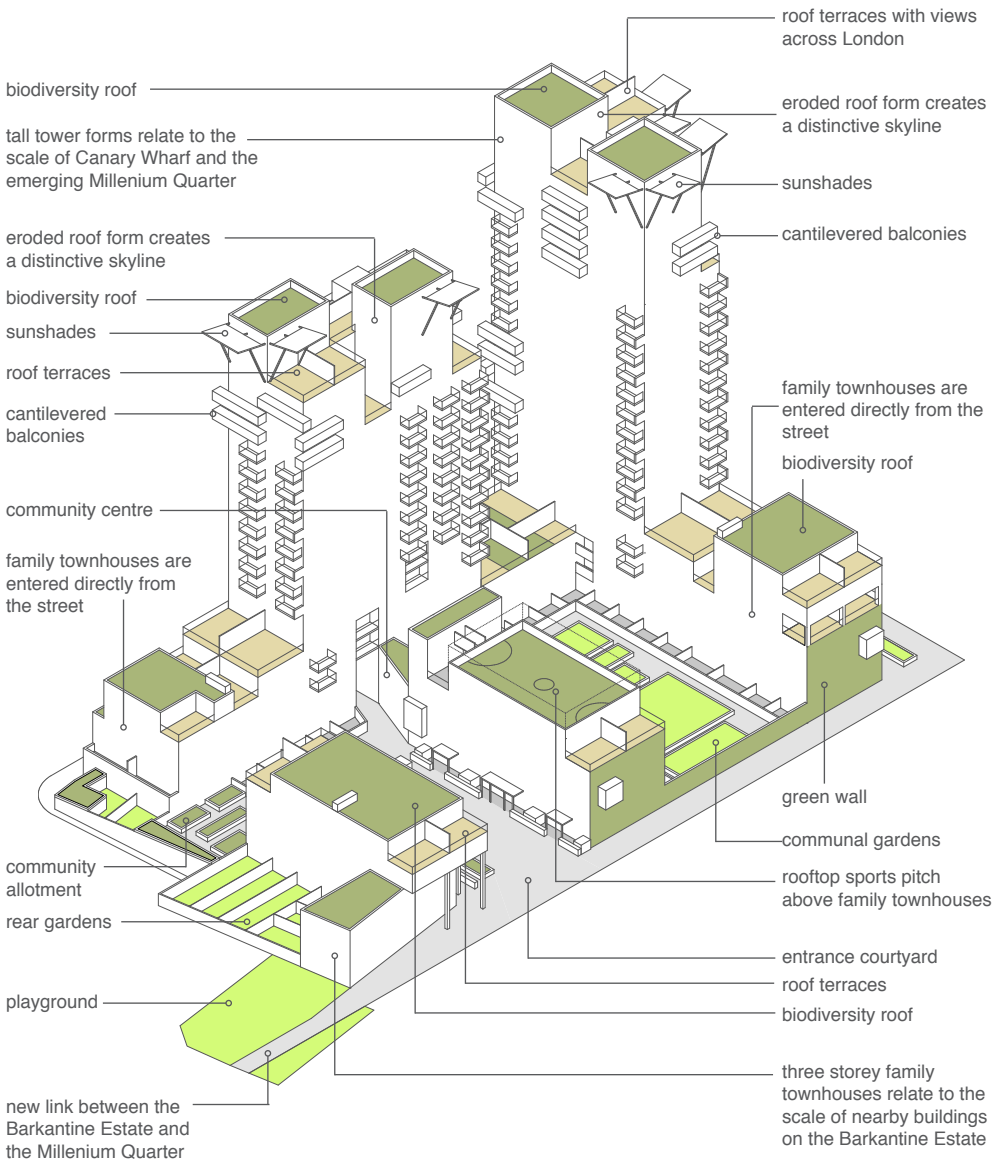 roof terraces with views
across London
biodiversity roof
eroded roof form creates
a distinctive skyline
tall tower forms relate to the
scale of Canary Wharf and the
emerging Millenium Quarter
sunshades
eroded roof form creates
a distinctive skyline
cantilevered balconies
biodiversity roof
sunshades
roof terraces
family townhouses are
entered directly from the
street
cantilevered
balconies
biodiversity roof
community centre
family townhouses are
entered directly from
the street
green wall
communal gardens
community
allotment
rooftop sports pitch
above family townhouses
rear gardens
entrance courtyard
roof terraces
playground
biodiversity roof
three storey family
townhouses relate to the
scale of nearby buildings
on the Barkantine Estate
new link between the
Barkantine Estate and
the Millenium Quarter